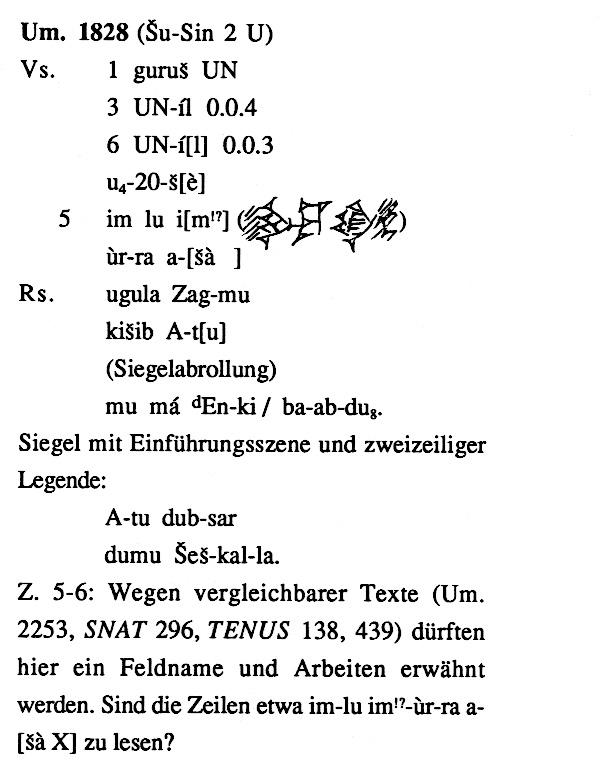 Um. 1828 (Šu-Sin 2 U)
Vs. 1 guruš UN
3 UN-íl 0.0.4
6 UN-í[l] 0.0.3
u₄-20-š[è]
5 im lu i[m!?] ( )
ùr-ra a-[šà ]
Rs. ugula Zag-mu
kišib A-t[u]
(Siegelabrollung)
mu má ᵈEn-ki / ba-ab-du₈.
Siegel mit Einführungsszene und zweizeiliger
Legende:
A-tu dub-sar
dumu Šeš-kal-la.
Z. 5-6: Wegen vergleichbarer Texte (Um.
2253, SNAT 296, TENUS 138, 439) dürften
hier ein Feldname und Arbeiten erwähnt
werden. Sind die Zeilen etwa im-lu im!?-ùr-ra a-
[šà X] zu lesen?